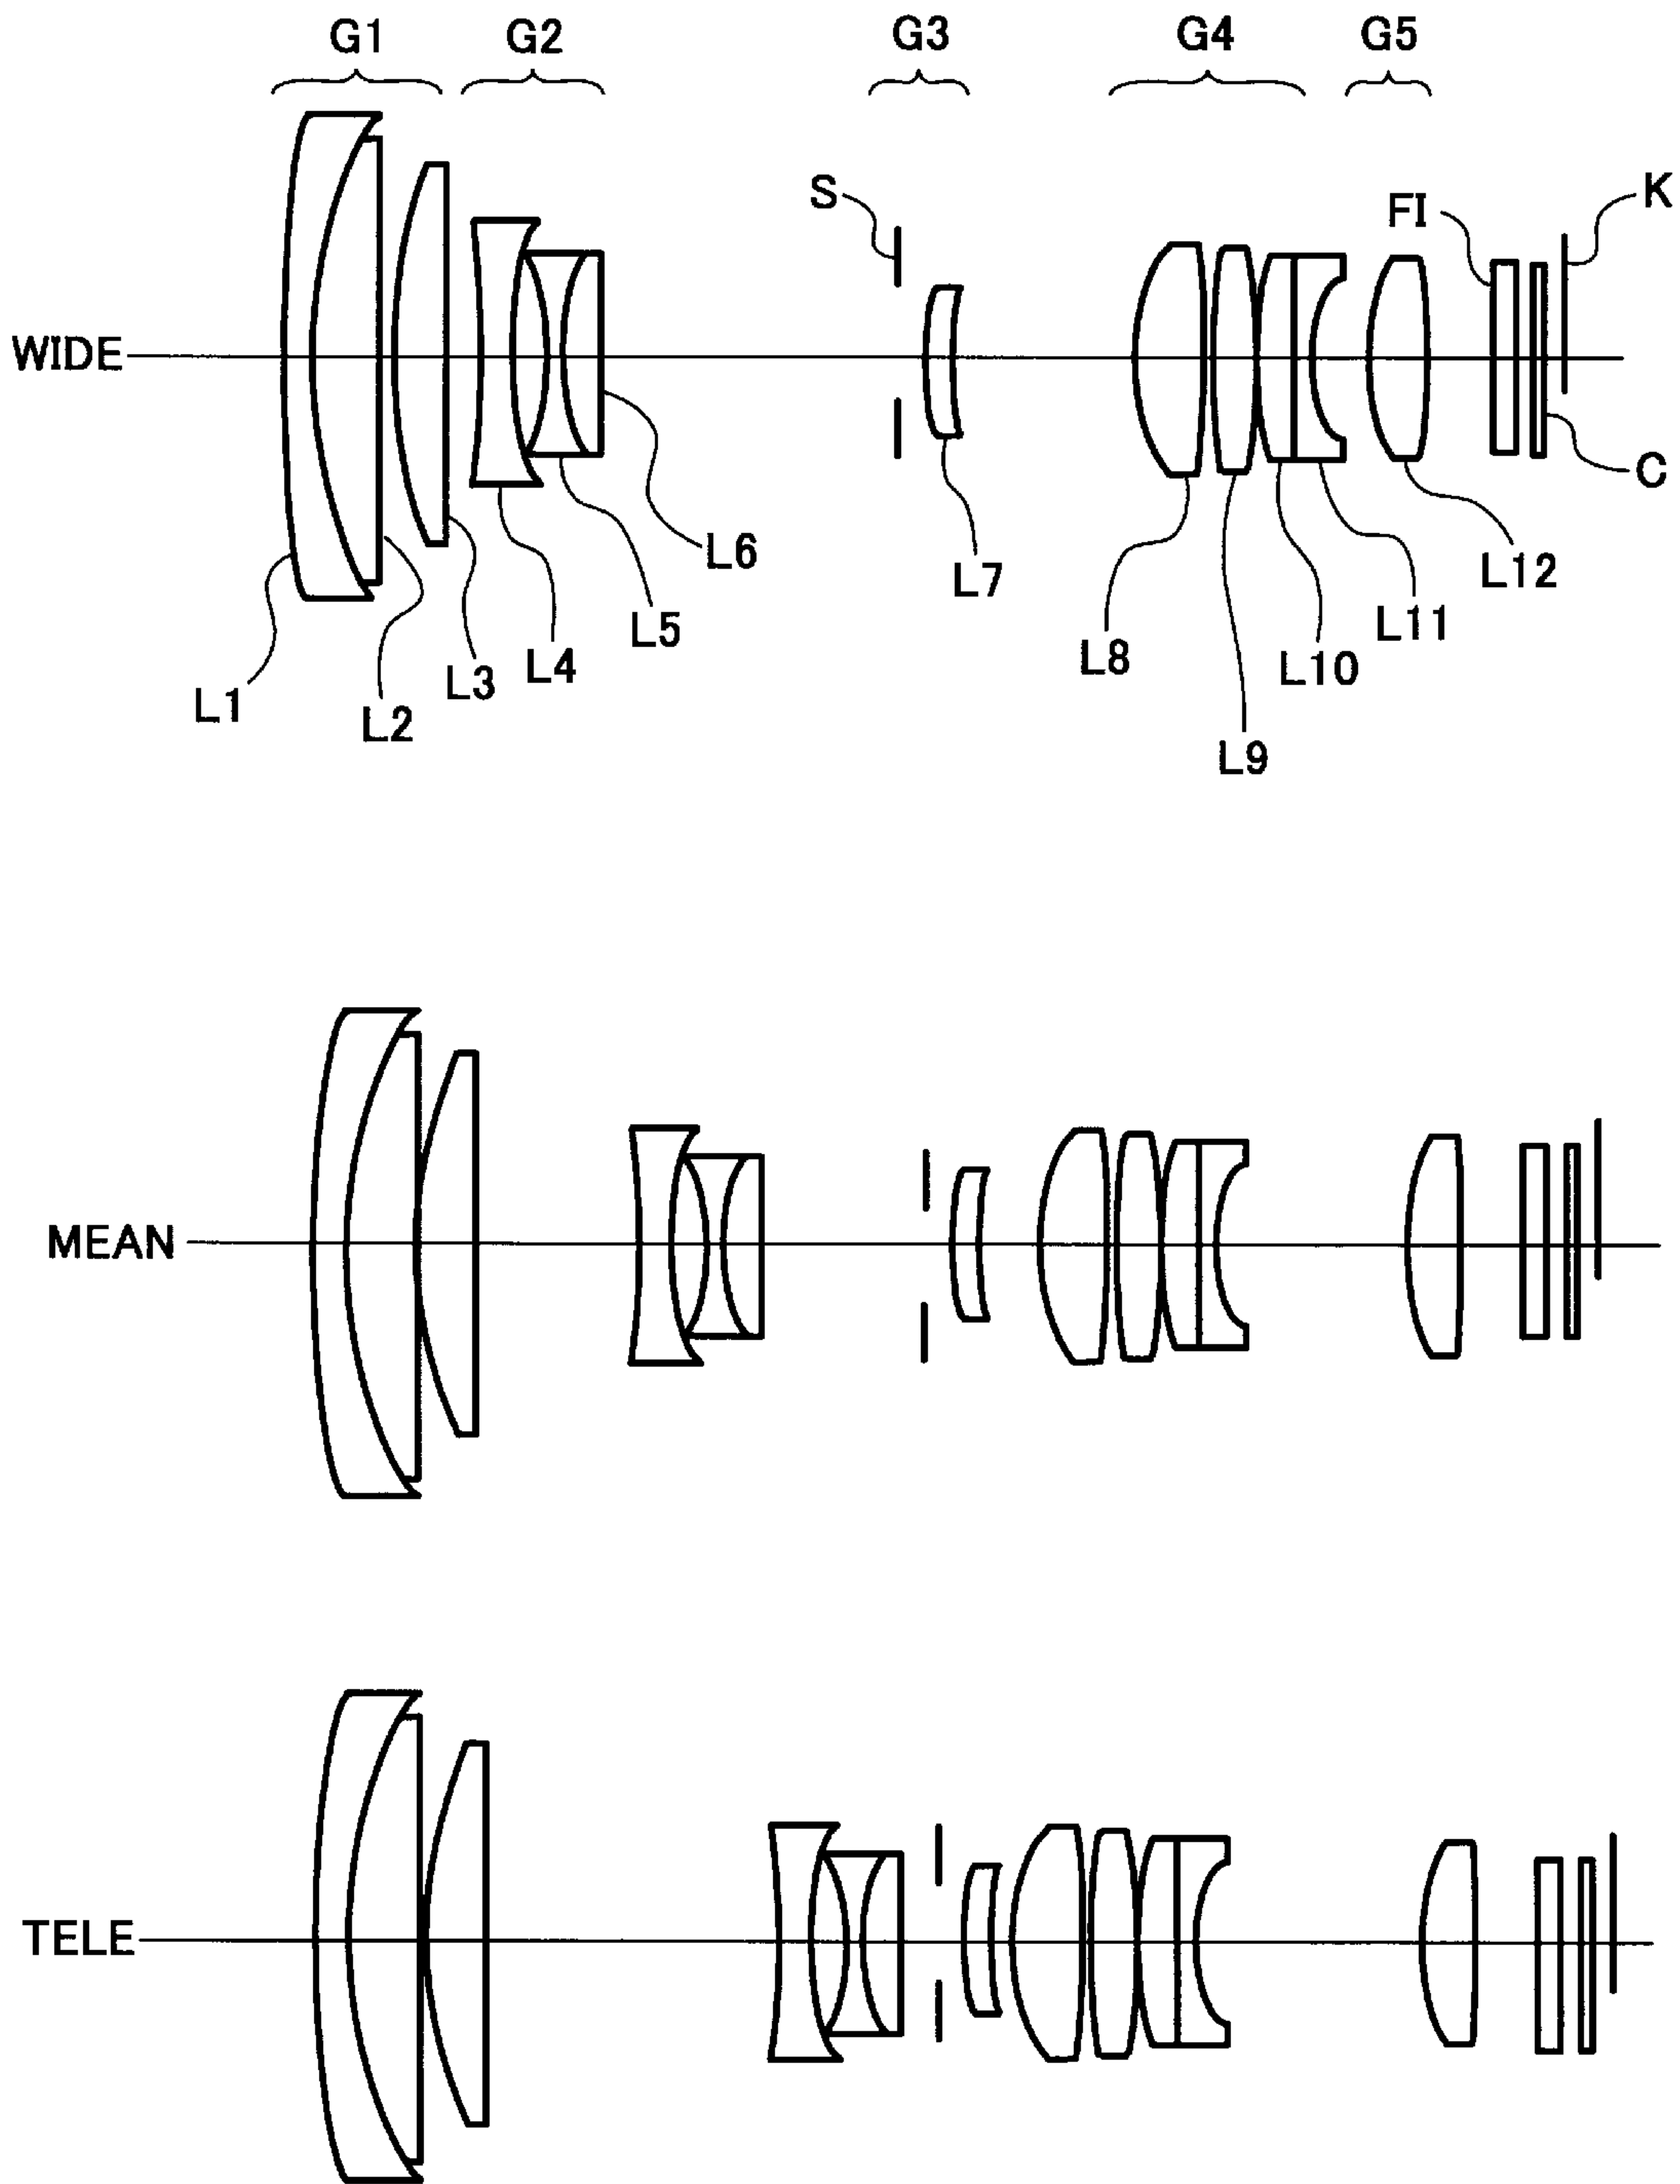 G1 G2 G3 G4 G5
S FI K
WIDE
C
L6
L12
L7
L5
L11
L4
L8
L10
L3
L1
L2
L9
MEAN
TELE